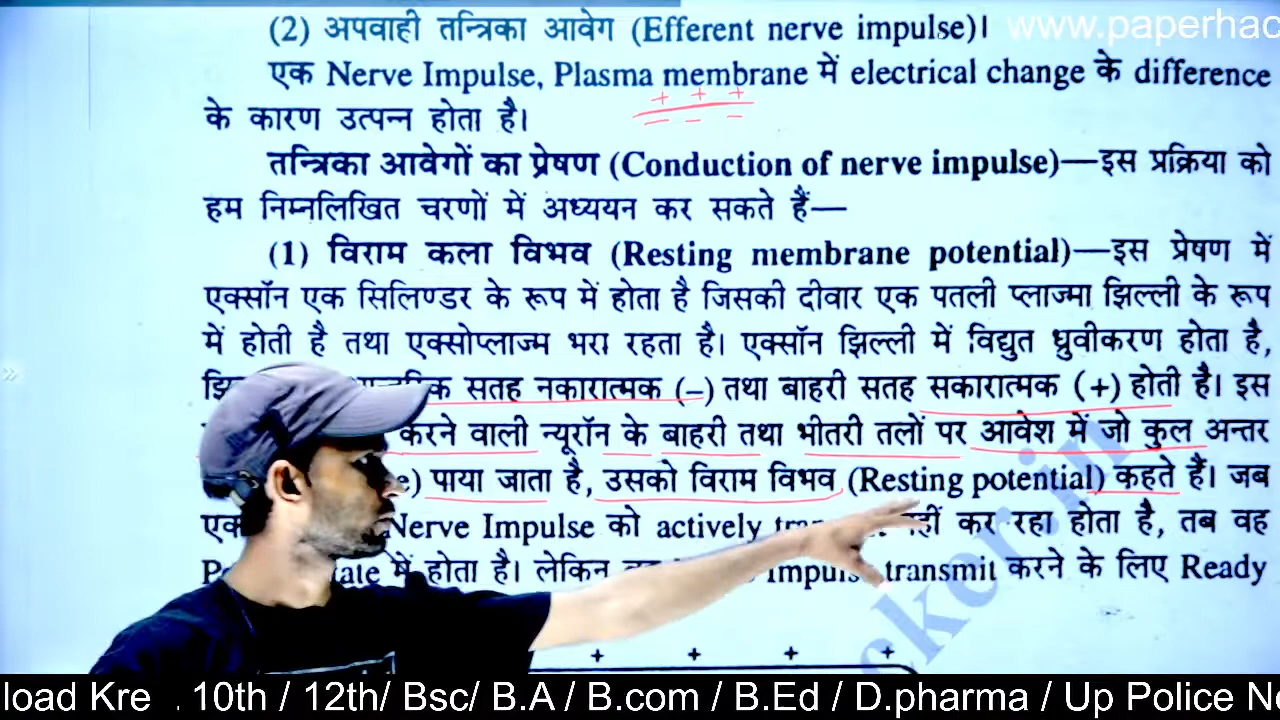 www.paperhac
(2) अपवाही तन्त्रिका आवेग (Efferent nerve impulse)।
एक Nerve Impulse, Plasma membrane में electrical change के difference
के कारण उत्पन्न होता है।
+ + +
– – –
तन्त्रिका आवेगों का प्रेषण (Conduction of nerve impulse)—इस प्रक्रिया को
हम निम्नलिखित चरणों में अध्ययन कर सकते हैं—
(1) विराम कला विभव (Resting membrane potential)—इस प्रेषण में
एक्सॉन एक सिलिण्डर के रूप में होता है जिसकी दीवार एक पतली प्लाज्मा झिल्ली के रूप
में होती है तथा एक्सोप्लाज्म भरा रहता है। एक्सॉन झिल्ली में विद्युत ध्रुवीकरण होता है,
सतह नकारात्मक (–) तथा बाहरी सतह सकारात्मक (+) होती है। इस
करने वाली न्यूरॉन के बाहरी तथा भीतरी तलों पर आवेश में जो कुल अन्तर
पाया जाता है, उसको विराम विभव (Resting potential) कहते हैं। जब
Nerve Impulse को actively नहीं कर रहा होता है, तब वह
में होता है। लेकिन transmit करने के लिए Ready
cker.in
+ + + +
load Kre . 10th / 12th/ Bsc/ B.A / B.com / B.Ed / D.pharma / Up Police N